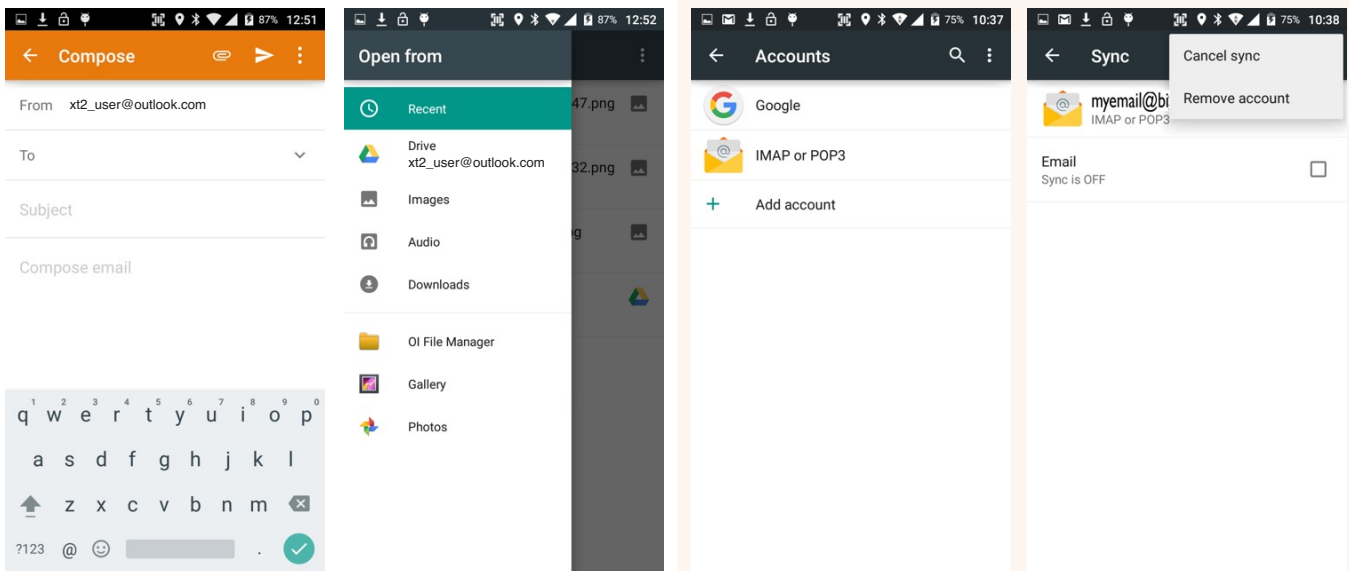 87% 12:51
Compose
From xt2_user@outlook.com
To
Subject
Compose email
1 2 3 4 5 6 7 8 9 0
q w e r t y u i o p
a s d f g h j k l
z x c v b n m
?123 @ .
87% 12:52
Open from
Recent
47.png
Drive
xt2_user@outlook.com
32.png
Images
Audio
g
Downloads
OI File Manager
Gallery
Photos
75% 10:37
Accounts
Google
@
IMAP or POP3
+ Add account
75% 10:38
Sync
Cancel sync
Remove account
@
myemail@bi
IMAP or POP3
Email
Sync is OFF